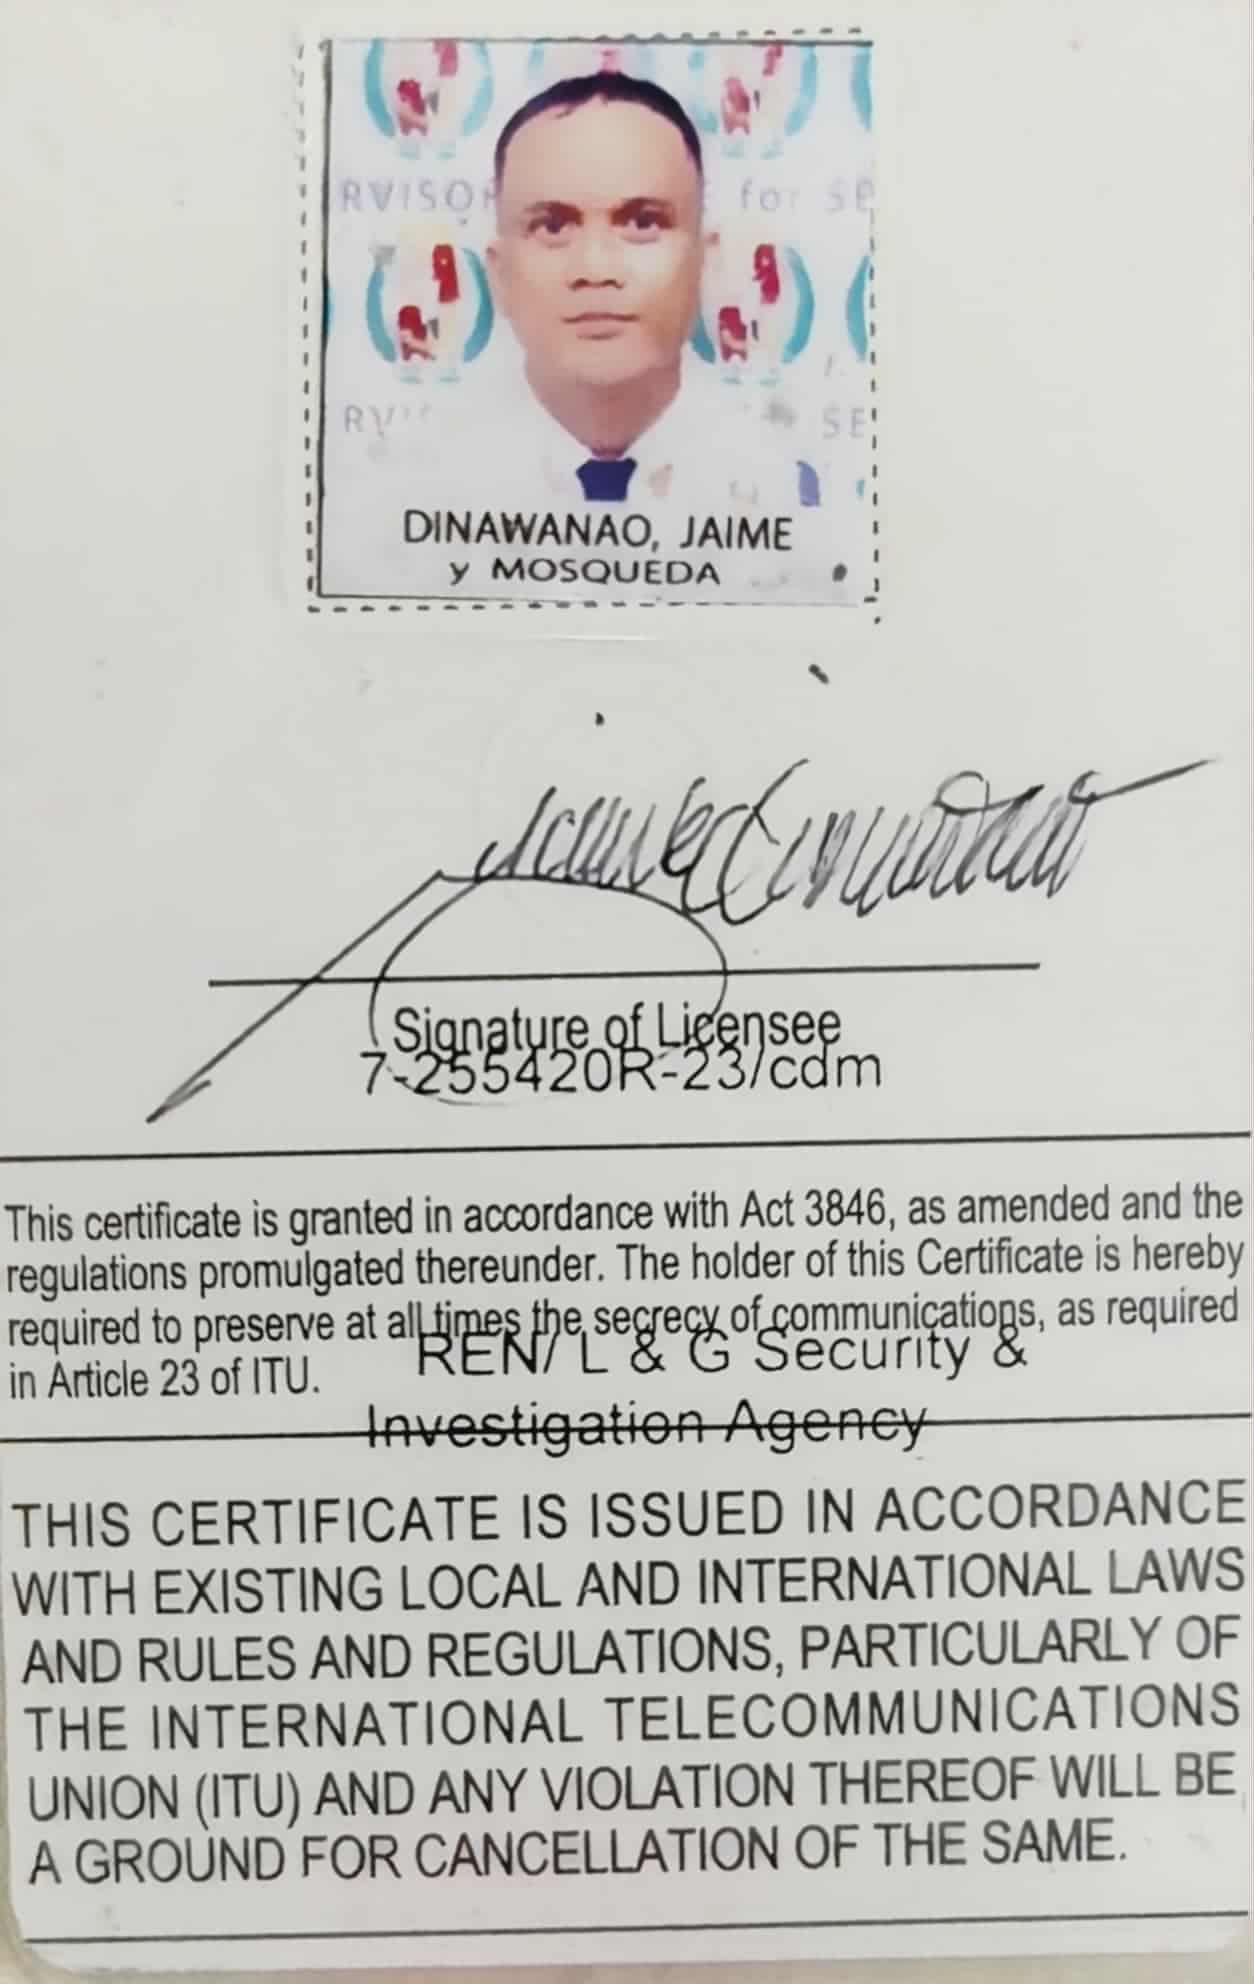 RVISOR for SE
SE
DINAWANAO, JAIME
y MOSQUEDA
Signature of Licensee
7-255420R-23/cdm
This certificate is granted in accordance with Act 3846, as amended and the
regulations promulgated thereunder. The holder of this Certificate is hereby
required to preserve at all times the secrecy of communications, as required
in Article 23 of ITU.
REN/ L & G Security &
Investigation Agency
THIS CERTIFICATE IS ISSUED IN ACCORDANCE
WITH EXISTING LOCAL AND INTERNATIONAL LAWS
AND RULES AND REGULATIONS, PARTICULARLY OF
THE INTERNATIONAL TELECOMMUNICATIONS
UNION (ITU) AND ANY VIOLATION THEREOF WILL BE
A GROUND FOR CANCELLATION OF THE SAME.